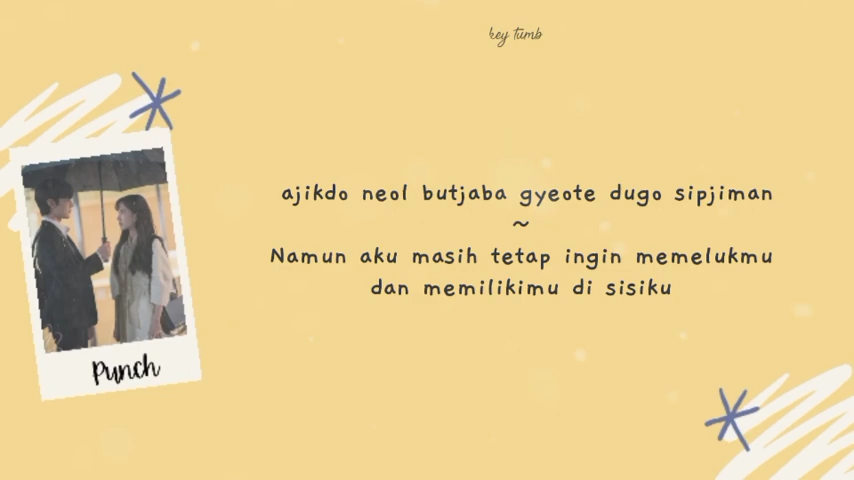 key tumb
ajikdo neol butjaba gyeote dugo sipjiman
~
Namun aku masih tetap ingin memelukmu
dan memilikimu di sisiku
Punch